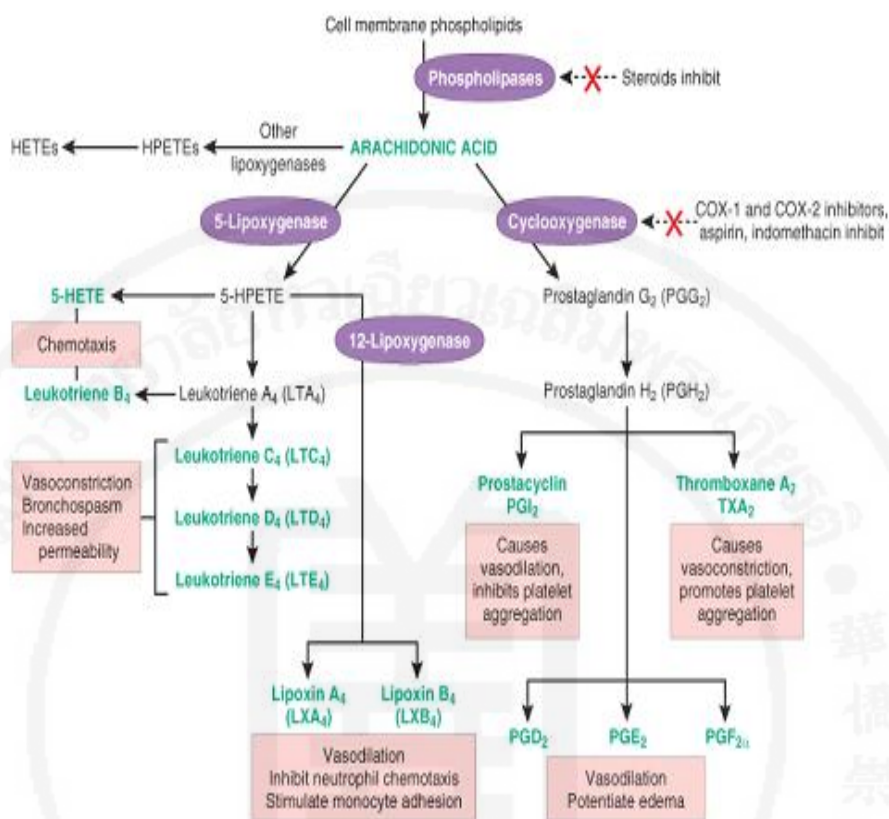 Cell membrane phospholipids
Phospholipases
Steroids inhibit
HETEs
HPETEs
Other
lipoxygenases
ARACHIDONIC ACID
5-Lipoxygenase
Cyclooxygenase
COX-1 and COX-2 inhibitors,
aspirin, indomethacin inhibit
5-HETE
5-HPETE
Prostaglandin G₂ (PGG₂)
Chemotaxis
12-Lipoxygenase
Leukotriene B₄
Leukotriene A₄ (LTA₄)
Prostaglandin H₂ (PGH₂)
Leukotriene C₄ (LTC₄)
Vasoconstriction
Bronchospasm
Increased
permeability
Leukotriene D₄ (LTD₄)
Leukotriene E₄ (LTE₄)
Prostacyclin
PGI₂
Thromboxane A₂
TXA₂
Causes
vasodilation,
inhibits platelet
aggregation
Causes
vasoconstriction,
promotes platelet
aggregation
Lipoxin A₄
(LXA₄)
Lipoxin B₄
(LXB₄)
Vasodilation
Inhibit neutrophil chemotaxis
Stimulate monocyte adhesion
PGD₂
PGE₂
PGF₂α
Vasodilation
Potentiate edema
華
僑
崇